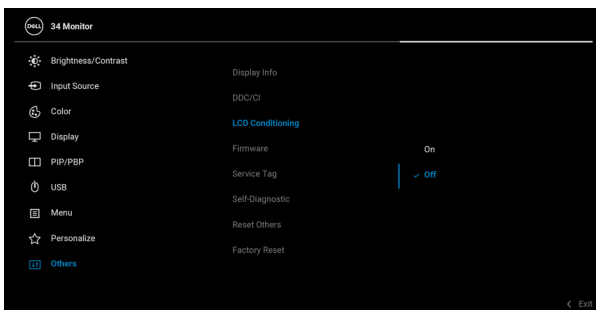 DELL 34 Monitor
Brightness/Contrast
Input Source
Color
Display
PIP/PBP
USB
Menu
Personalize
Others
Display Info
DDC/CI
LCD Conditioning
Firmware
Service Tag
Self-Diagnostic
Reset Others
Factory Reset
On
Off
Exit